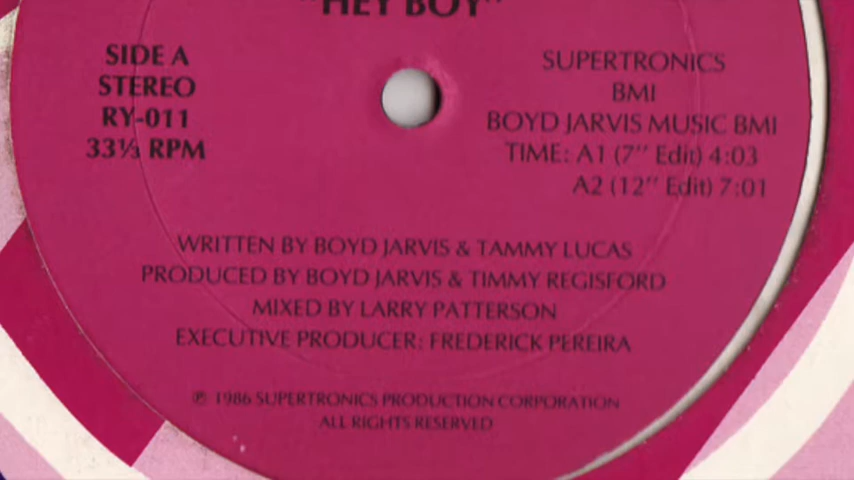 "HEY BOY"
SIDE A
STEREO
RY-011
33⅓ RPM
SUPERTRONICS
BMI
BOYD JARVIS MUSIC BMI
TIME: A1 (7" Edit) 4:03
A2 (12" Edit) 7:01
WRITTEN BY BOYD JARVIS & TAMMY LUCAS
PRODUCED BY BOYD JARVIS & TIMMY REGISFORD
MIXED BY LARRY PATTERSON
EXECUTIVE PRODUCER: FREDERICK PEREIRA
℗ 1986 SUPERTRONICS PRODUCTION CORPORATION
ALL RIGHTS RESERVED